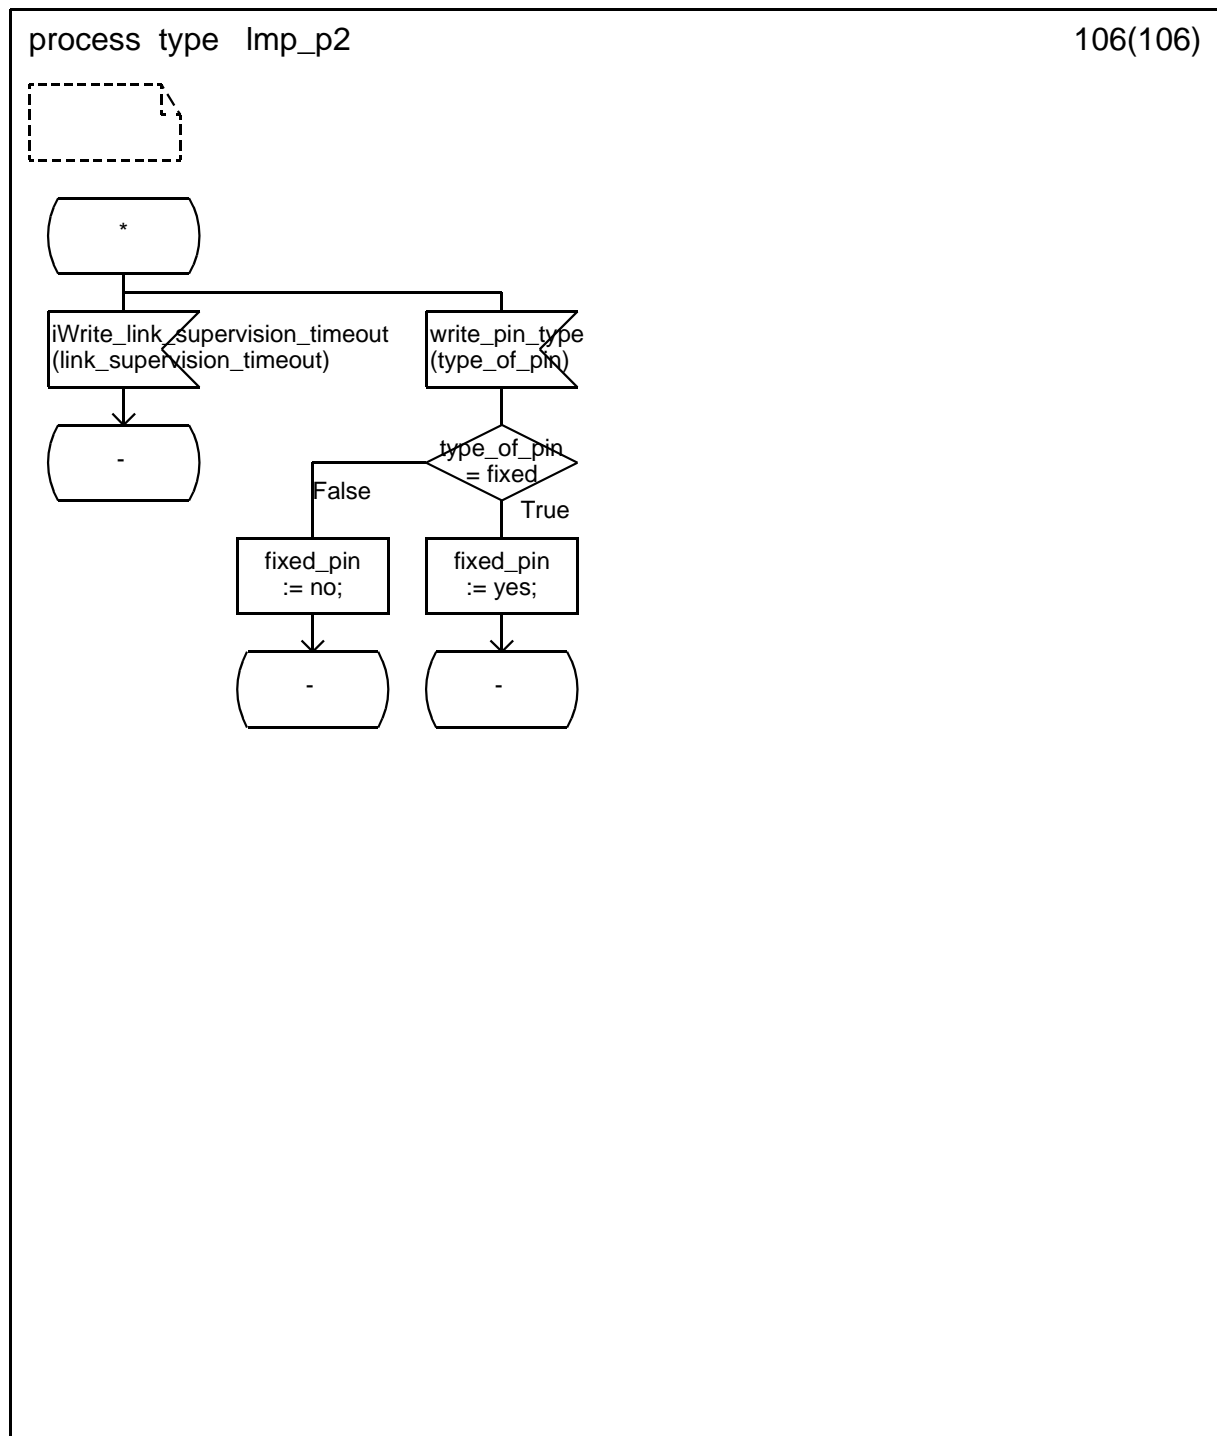 process type lmp_p2
106(106)
*
iWrite_link_supervision_timeout
(link_supervision_timeout)
write_pin_type
(type_of_pin)
-
type_of_pin
= fixed
False
True
fixed_pin
:= no;
fixed_pin
:= yes;
-
-